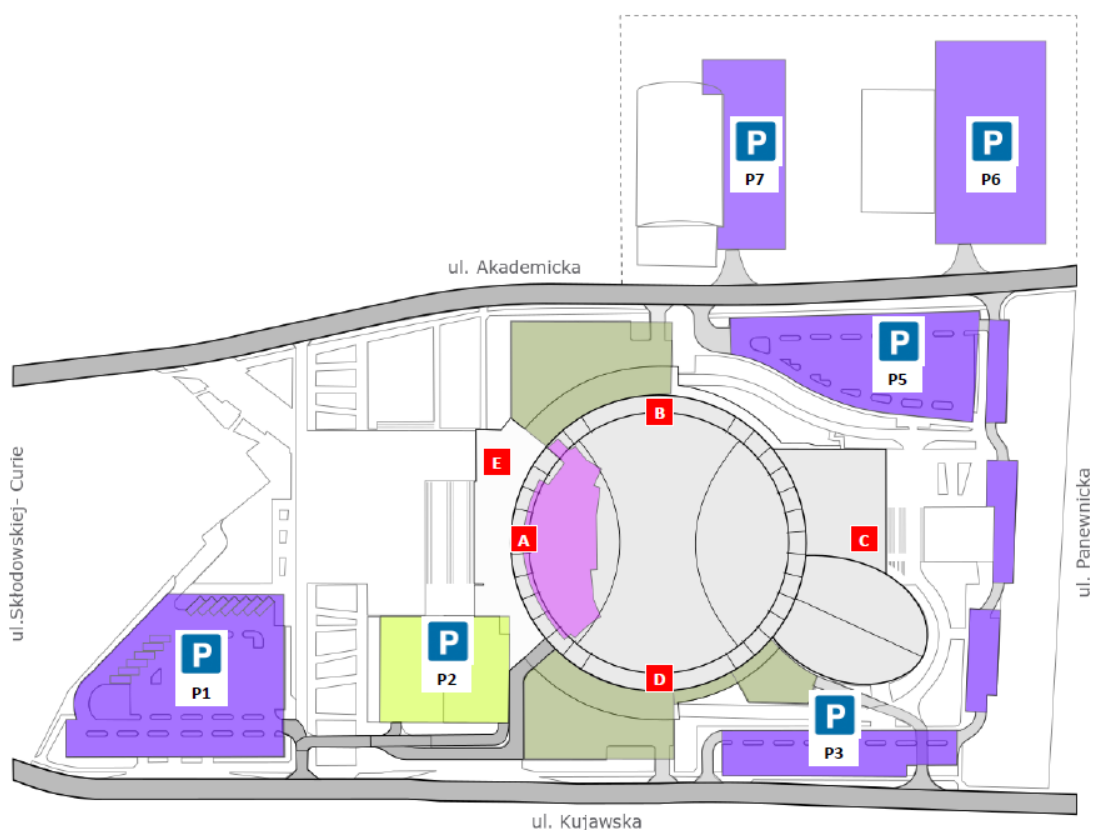 P
P7
P
P6
ul. Akademicka
P
P5
B
E
A
C
ul.Skłodowskiej- Curie
ul. Panewnicka
P
P1
P
P2
D
P
P3
ul. Kujawska